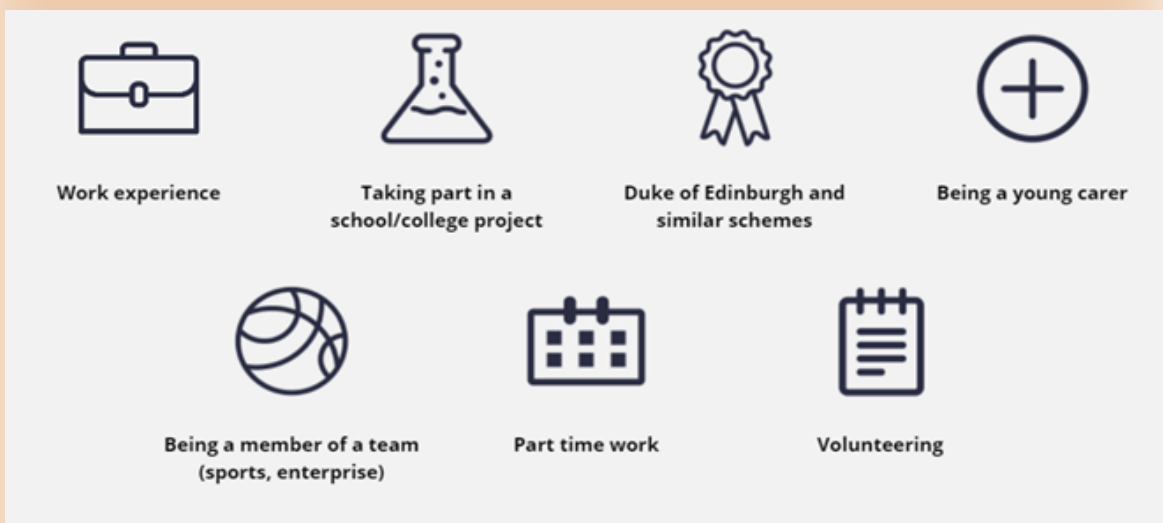 Work experience
Taking part in a
school/college project
Duke of Edinburgh and
similar schemes
Being a young carer
Being a member of a team
(sports, enterprise)
Part time work
Volunteering